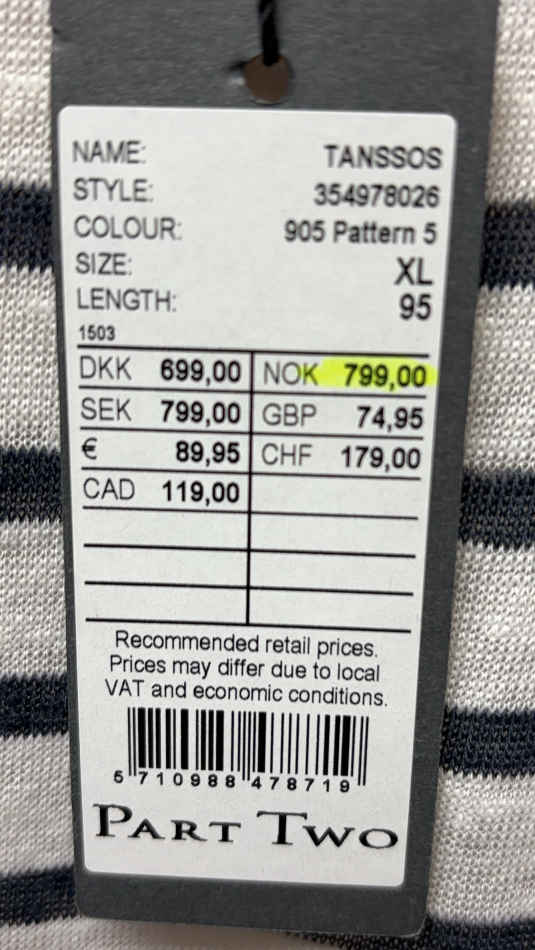 NAME: TANSSOS
STYLE: 354978026
COLOUR: 905 Pattern 5
SIZE: XL
LENGTH: 95
1503
DKK 699,00 NOK 799,00
SEK 799,00 GBP 74,95
€ 89,95 CHF 179,00
CAD 119,00
Recommended retail prices.
Prices may differ due to local
VAT and economic conditions.
5 710988 478719
PART TWO